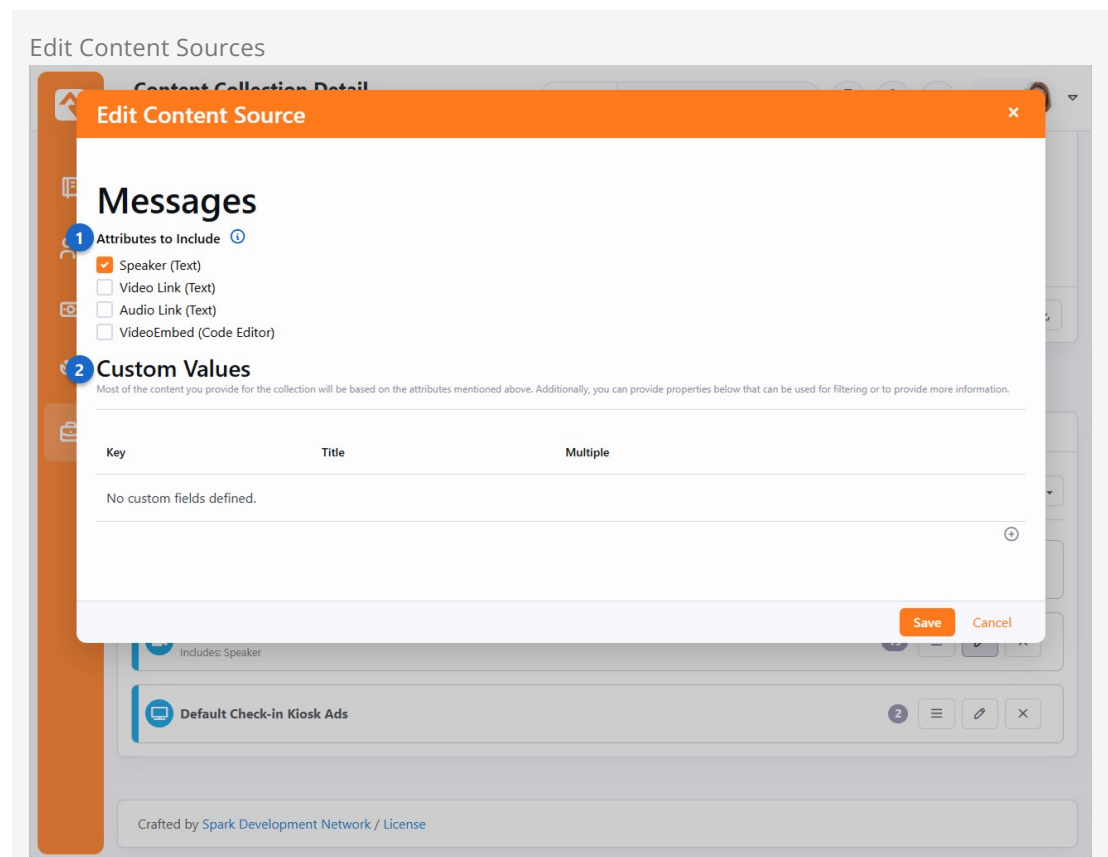 Edit Content Sources
Content Collection Detail
Edit Content Source
Messages
1 Attributes to Include
Speaker (Text)
Video Link (Text)
Audio Link (Text)
VideoEmbed (Code Editor)
2 Custom Values
Most of the content you provide for the collection will be based on the attributes mentioned above. Additionally, you can provide properties below that can be used for filtering or to provide more information.
Key Title Multiple
No custom fields defined.
Save Cancel
Includes: Speaker
Default Check-in Kiosk Ads 2
Crafted by Spark Development Network / License